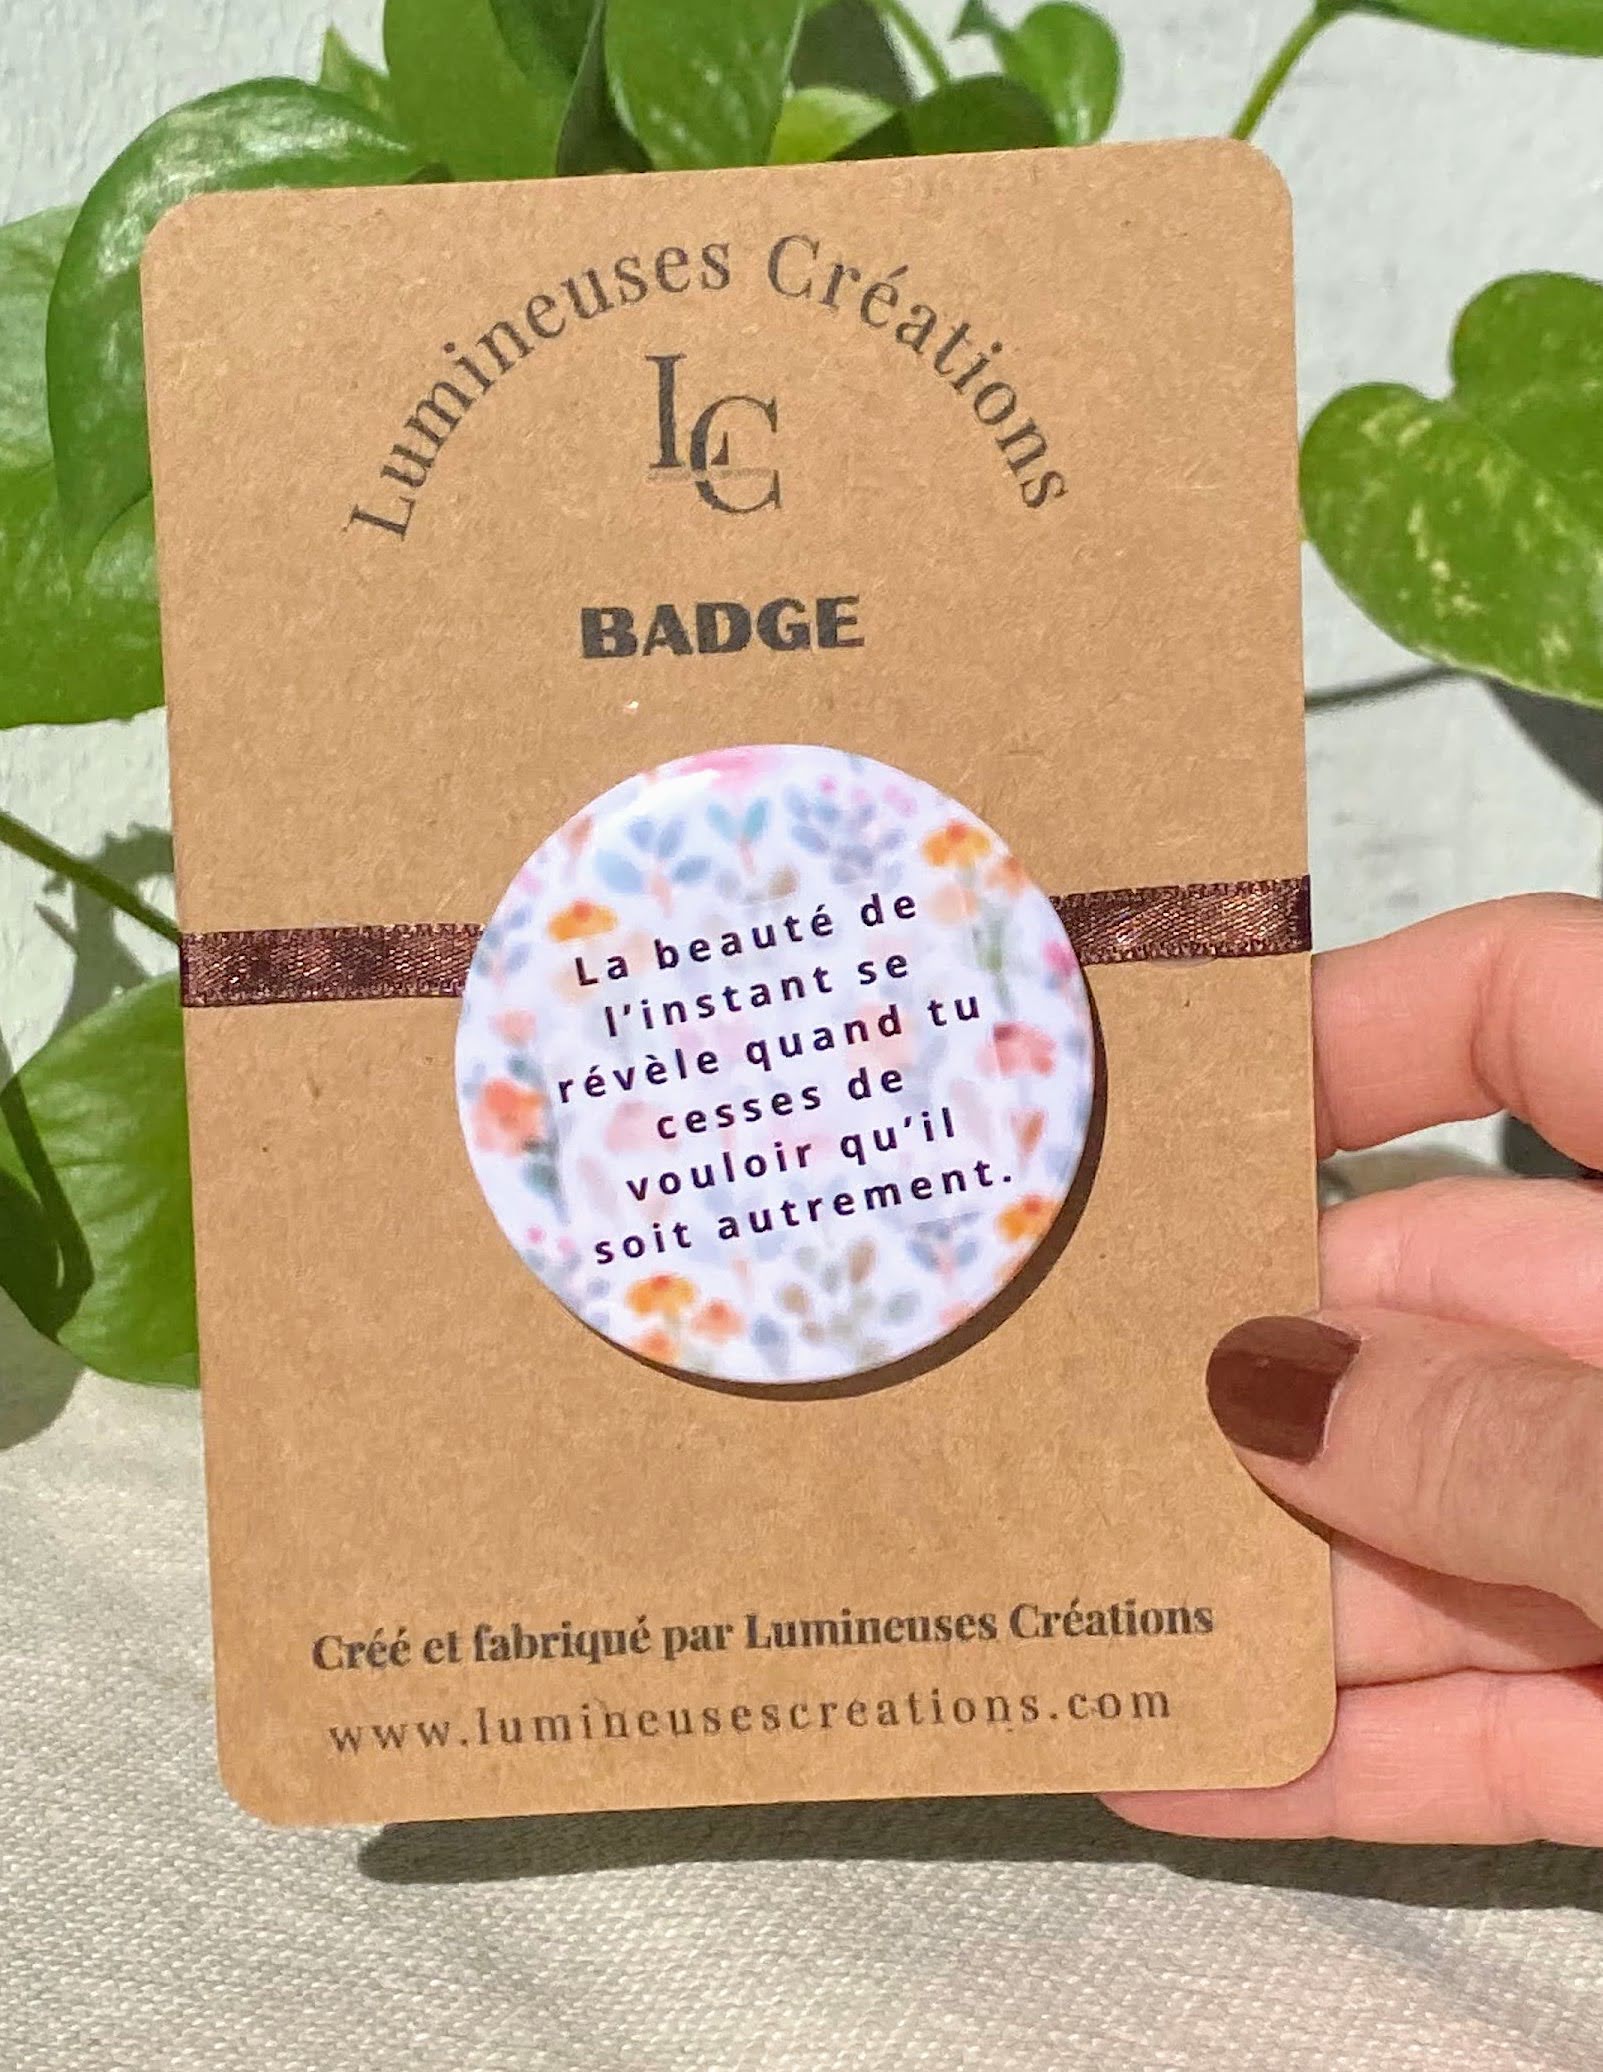 Lumineuses Créations
LC
BADGE
La beauté de
l'instant se
révèle quand tu
cesses de
vouloir qu'il
soit autrement.
Créé et fabriqué par Lumineuses Créations
www.lumineusescreations.com